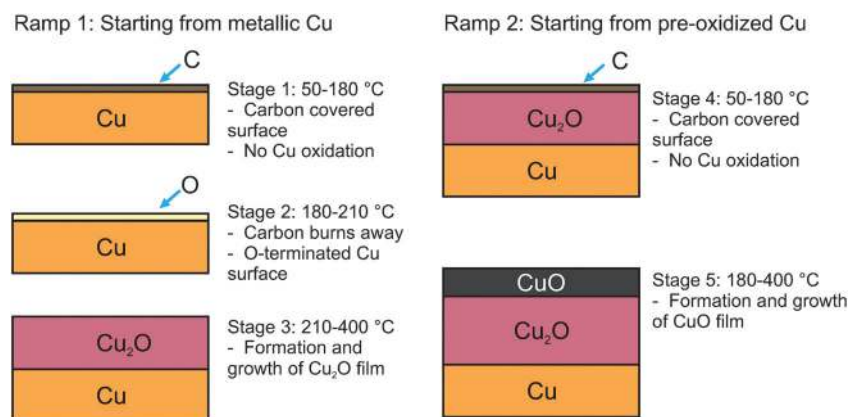 Ramp 1: Starting from metallic Cu
C
Cu
Stage 1: 50-180 °C
- Carbon covered
surface
- No Cu oxidation
O
Cu
Stage 2: 180-210 °C
- Carbon burns away
- O-terminated Cu
surface
Cu₂O
Cu
Stage 3: 210-400 °C
- Formation and
growth of Cu₂O film
Ramp 2: Starting from pre-oxidized Cu
C
Cu₂O
Cu
Stage 4: 50-180 °C
- Carbon covered
surface
- No Cu oxidation
CuO
Cu₂O
Cu
Stage 5: 180-400 °C
- Formation and growth
of CuO film